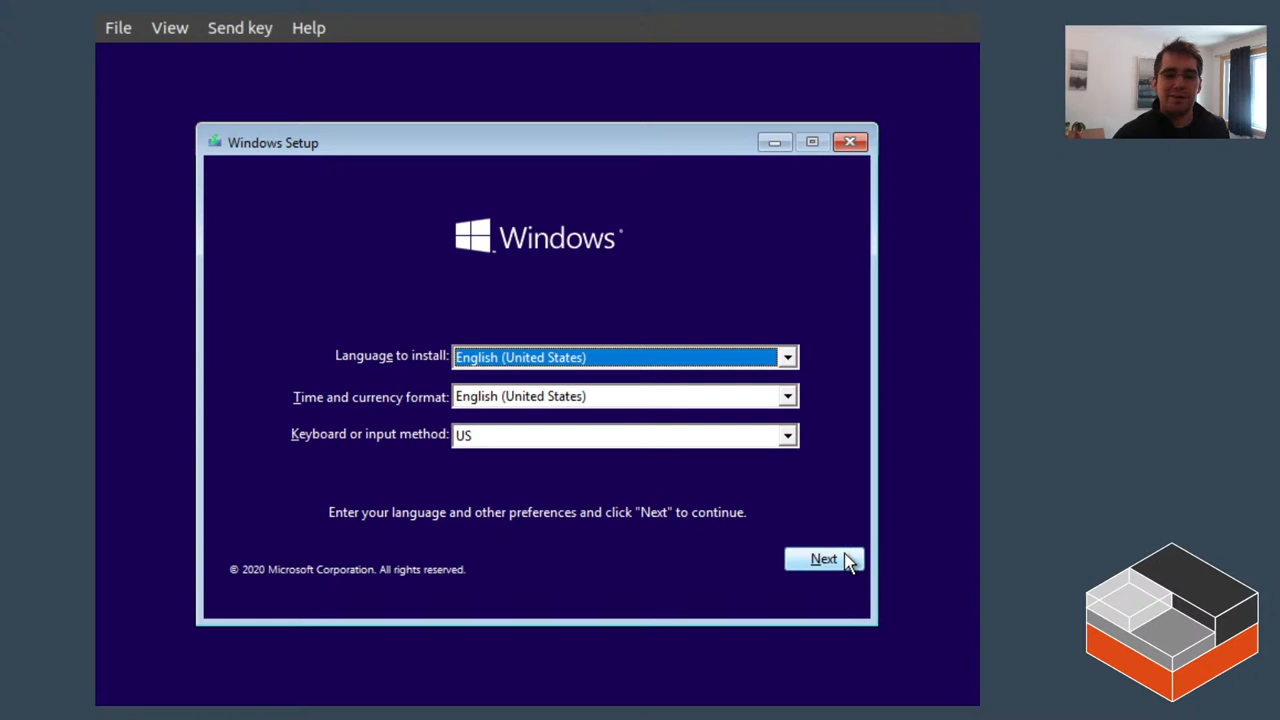 File View Send key Help
Windows Setup
Windows
Language to install: English (United States)
Time and currency format: English (United States)
Keyboard or input method: US
Enter your language and other preferences and click "Next" to continue.
Next
© 2020 Microsoft Corporation. All rights reserved.